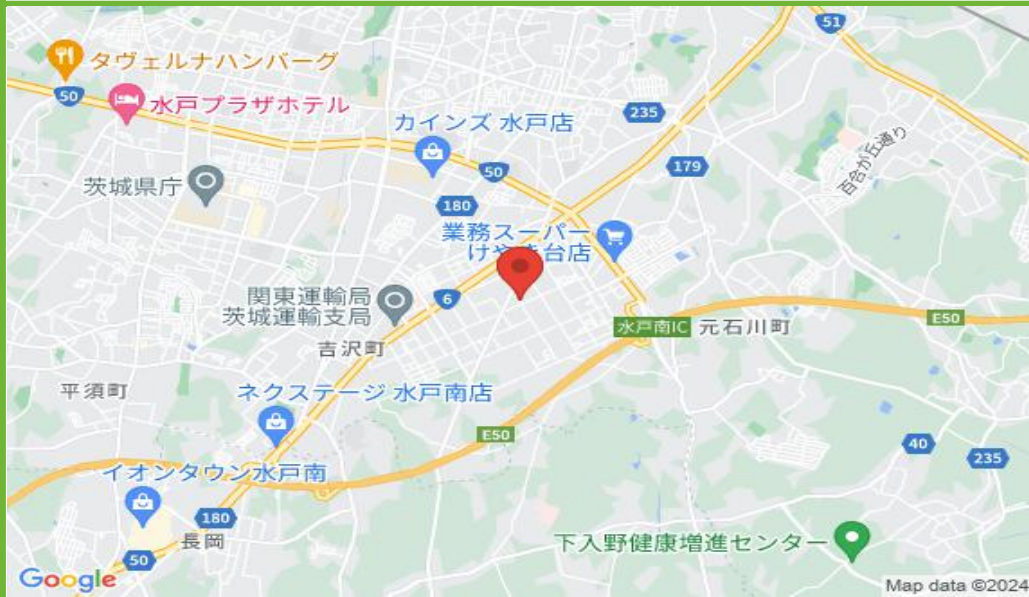 51
タヴェルナハンバーグ
50
水戸プラザホテル
235
カインズ 水戸店
179
百合が丘通り
50
茨城県庁
180
業務スーパー
けやき台店
関東運輸局
茨城運輸支局
6
E50
水戸南IC
元石川町
吉沢町
平須町
ネクステージ 水戸南店
E50
40
235
イオンタウン水戸南
180
長岡
下入野健康増進センター
50
Google
Map data ©2024